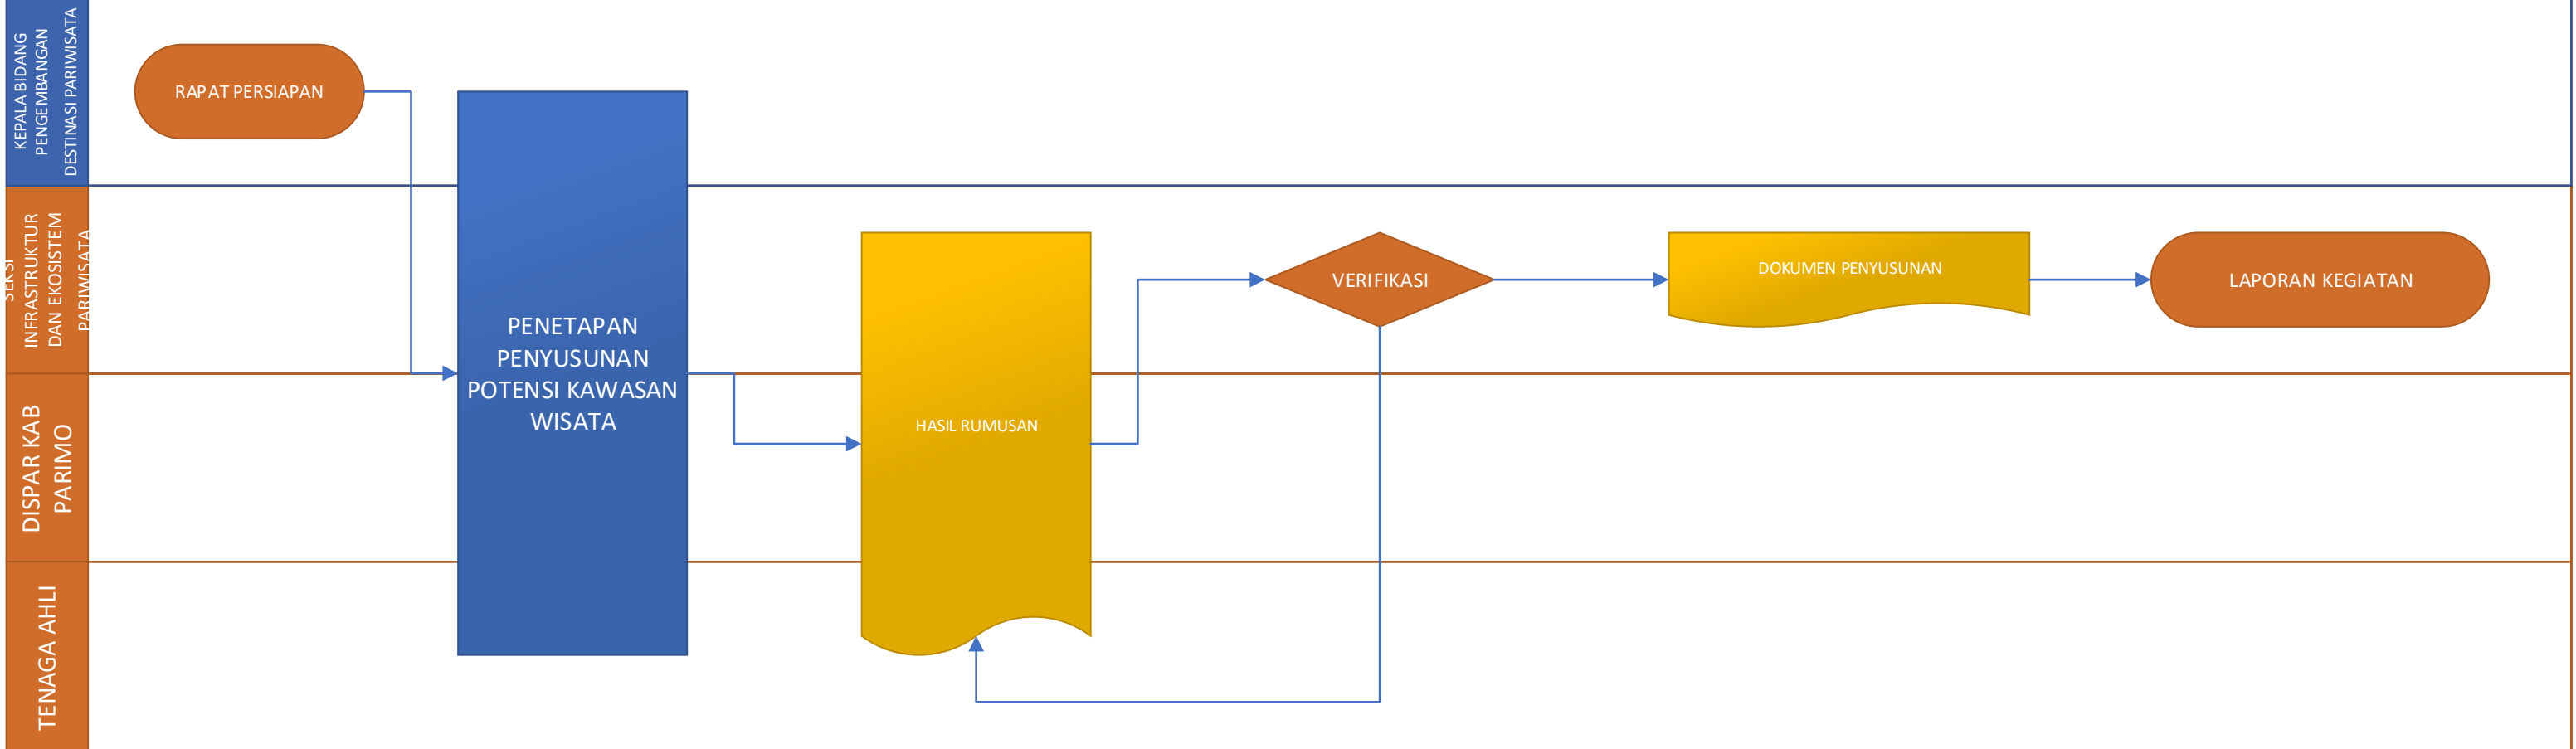 KEPALA BIDANG
PENGEMBANGAN
DESTINASI PARIWISATA
RAPAT PERSIAPAN
SEKSI
INFRASTRUKTUR
DAN EKOSISTEM
PARIWISATA
DISPAR KAB
PARIMO
TENAGA AHLI
PENETAPAN
PENYUSUNAN
POTENSI KAWASAN
WISATA
HASIL RUMUSAN
VERIFIKASI
DOKUMEN PENYUSUNAN
LAPORAN KEGIATAN